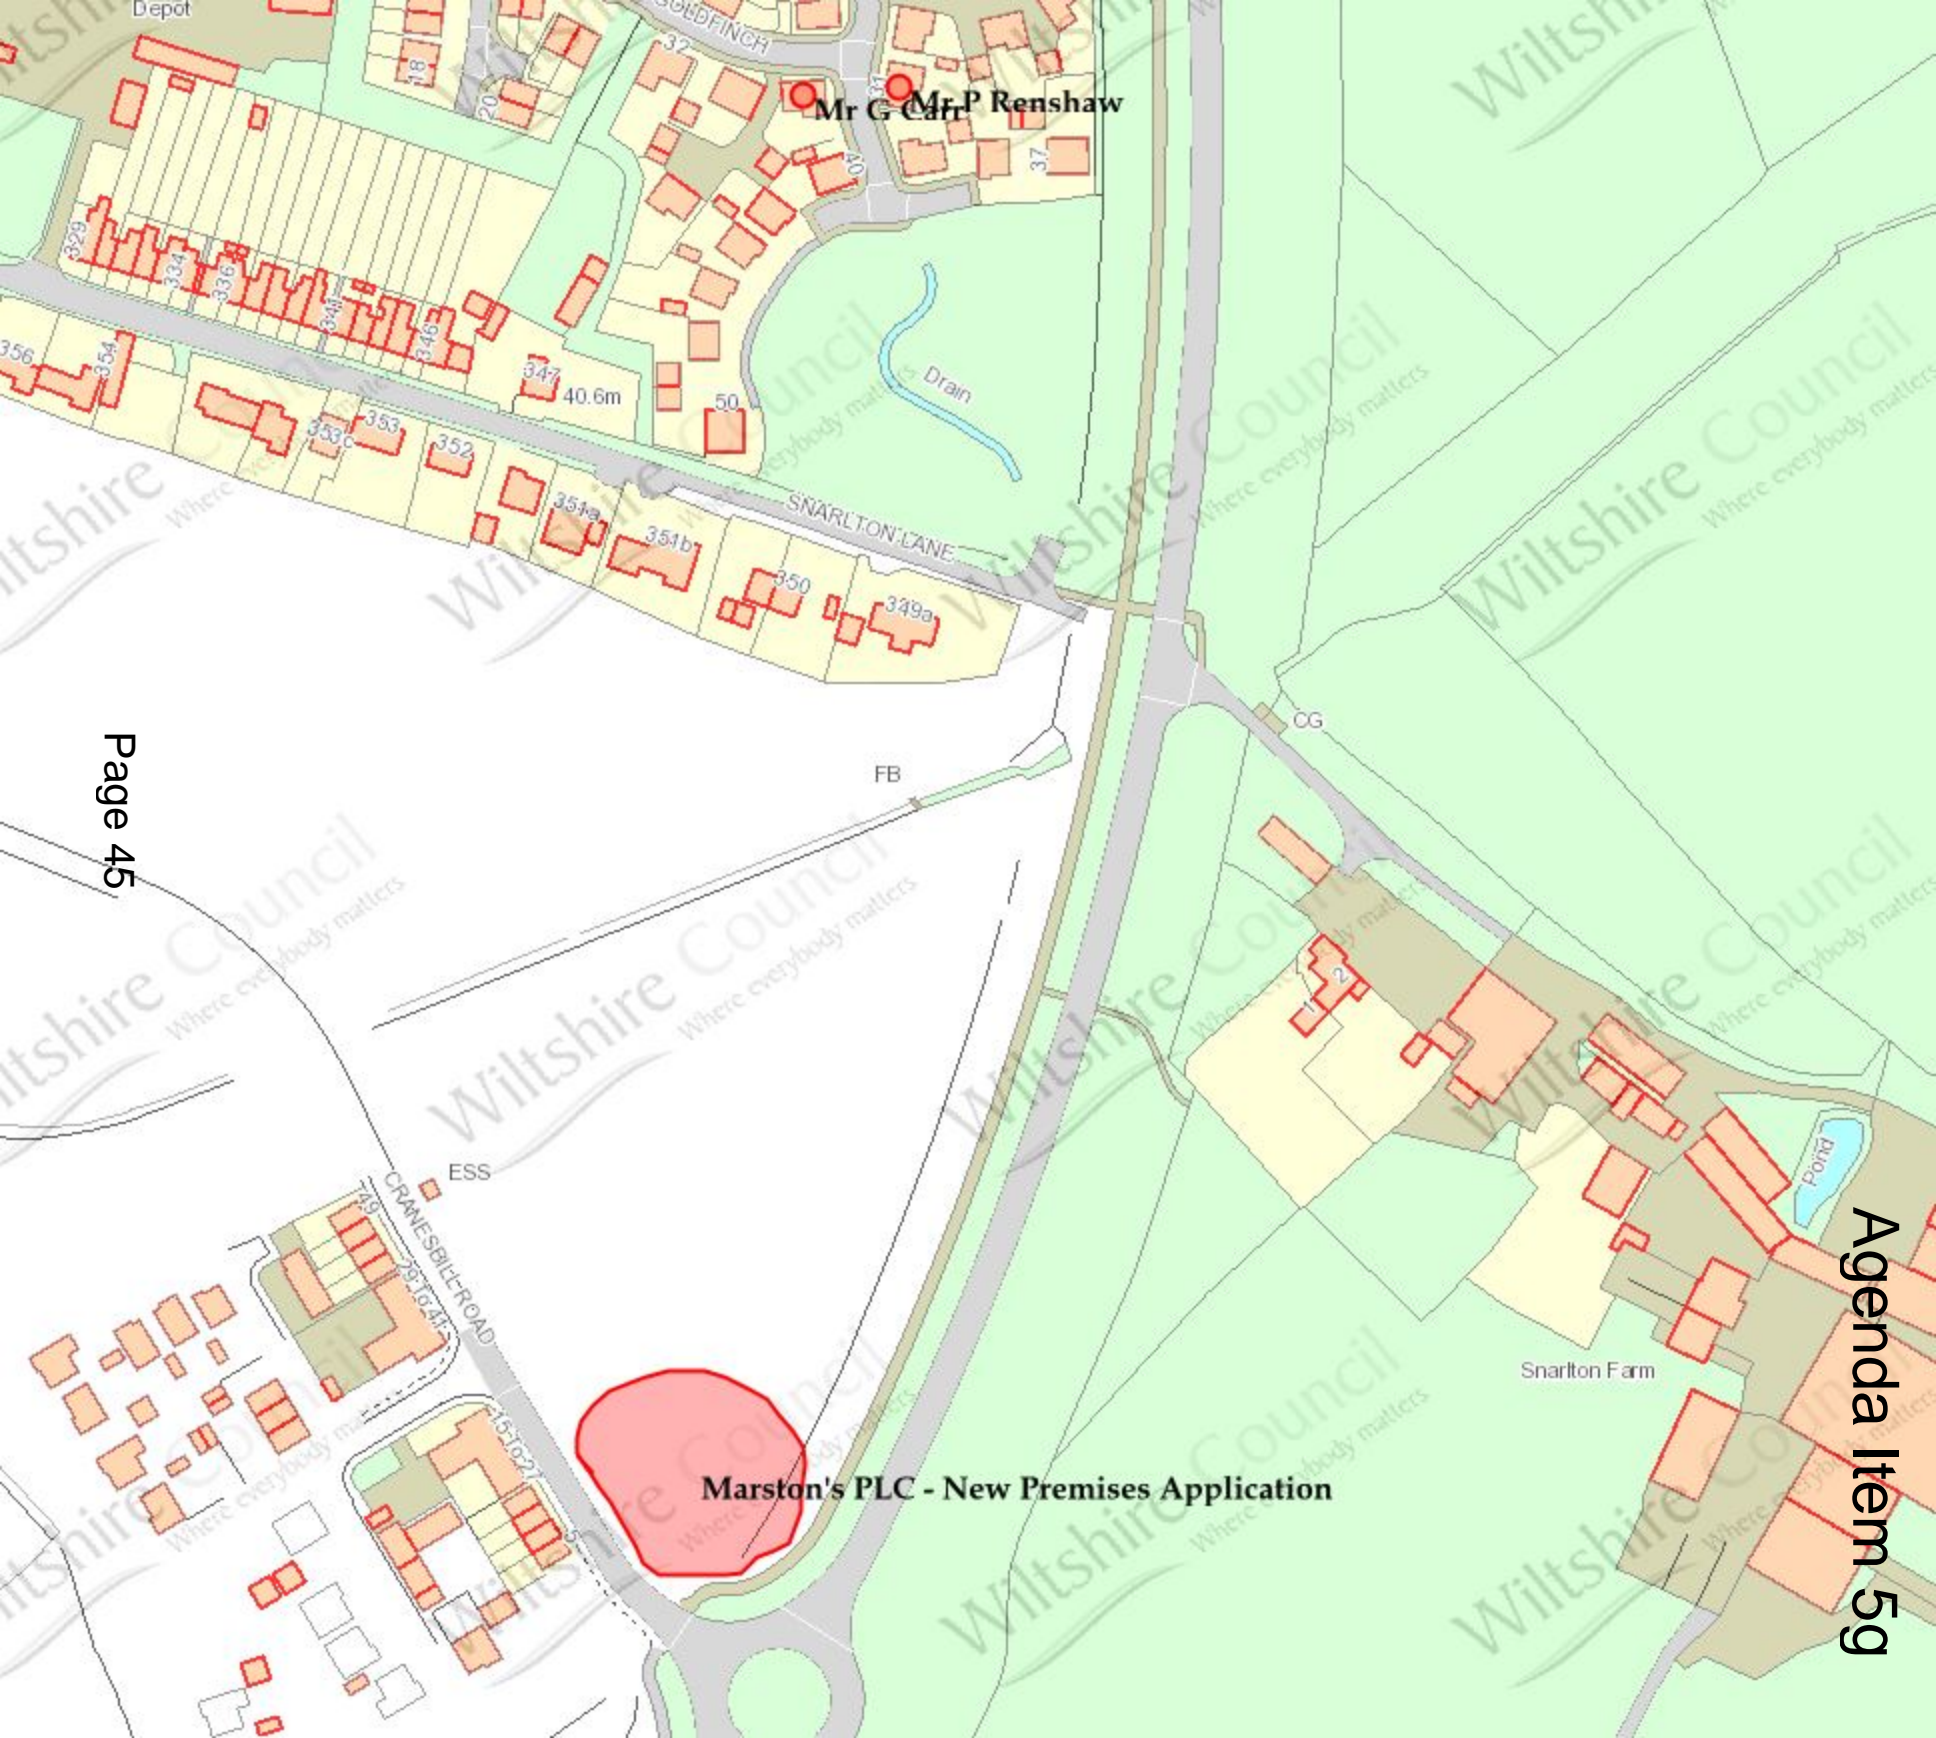 Depot
GOLDFINCH
32
18
20
31
Mr G Carr
Mr P Renshaw
40
37
329
334
336
341
346
347
40.6m
356
354
353c
353
352
50
Drain
351a
351b
SNARLTON LANE
350
349a
CG
FB
Page 45
2
1
ESS
Pond
49
CRANESBILL ROAD
29 To 41
Snarlton Farm
15 To 27
5
Marston's PLC - New Premises Application
Agenda Item 5g
Wiltshire Council
Where everybody matters